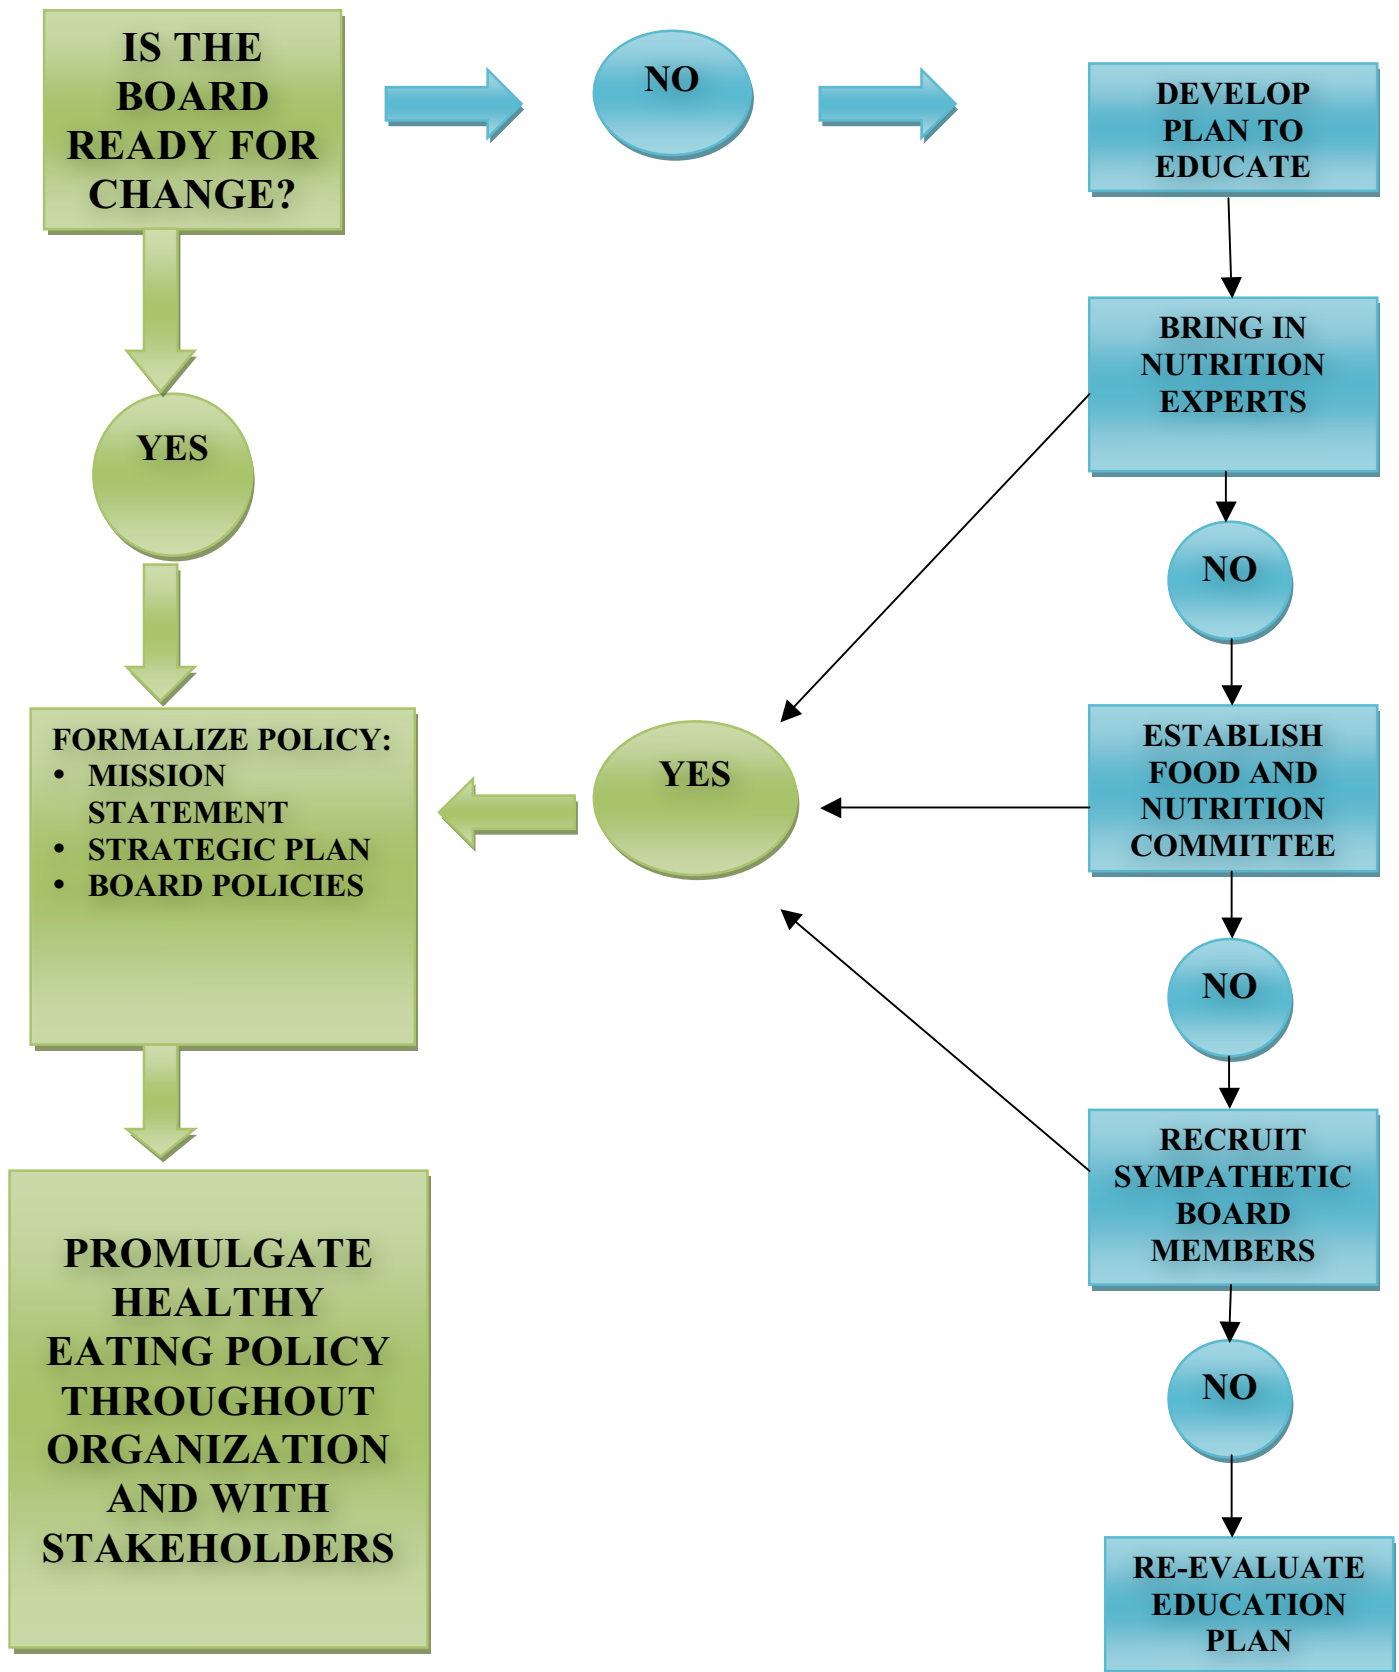 IS THE
BOARD
READY FOR
CHANGE?
NO
DEVELOP
PLAN TO
EDUCATE
BRING IN
NUTRITION
EXPERTS
YES
NO
FORMALIZE POLICY:
• MISSION
STATEMENT
• STRATEGIC PLAN
• BOARD POLICIES
YES
ESTABLISH
FOOD AND
NUTRITION
COMMITTEE
NO
RECRUIT
SYMPATHETIC
BOARD
MEMBERS
PROMULGATE
HEALTHY
EATING POLICY
THROUGHOUT
ORGANIZATION
AND WITH
STAKEHOLDERS
NO
RE-EVALUATE
EDUCATION
PLAN